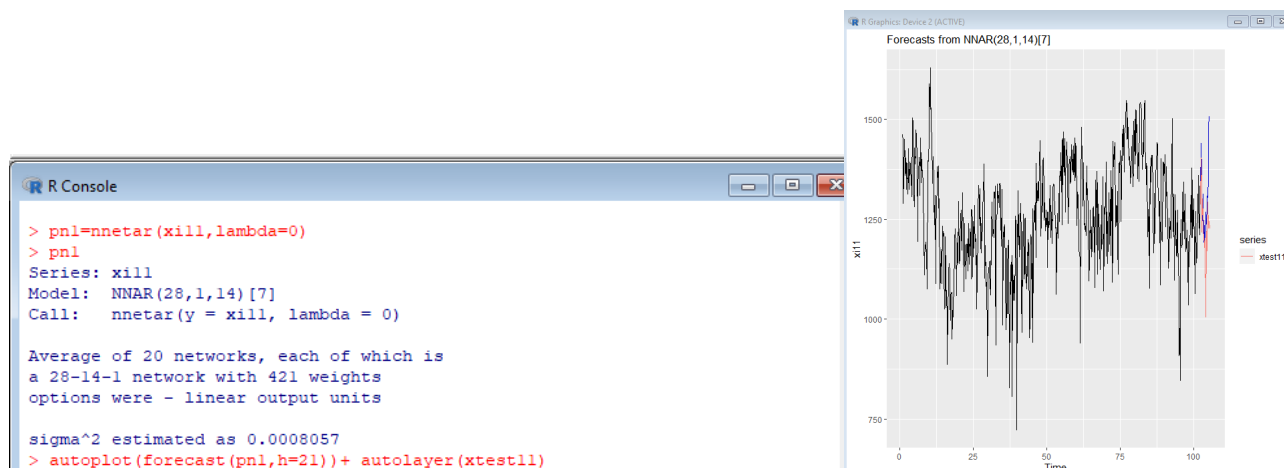 R Console
> pn1=nnetar(xi11,lambda=0)
> pn1
Series: xi11
Model:  NNAR(28,1,14)[7]
Call:   nnetar(y = xi11, lambda = 0)
Average of 20 networks, each of which is
a 28-14-1 network with 421 weights
options were - linear output units
sigma^2 estimated as 0.0008057
> autoplot(forecast(pn1,h=21))+ autolayer(xtest11)
R Graphics: Device 2 (ACTIVE)
Forecasts from NNAR(28,1,14)[7]
1500
1250
1000
750
xi11
0
25
50
75
100
Time
series
xtest11